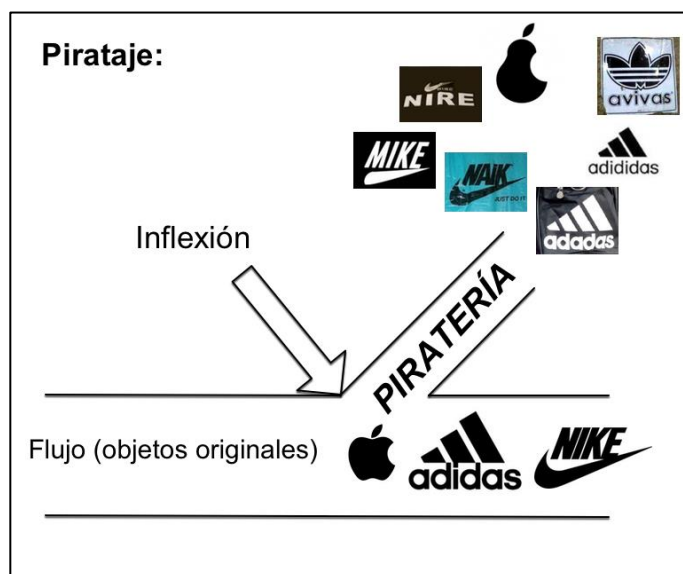 Pirataje:
NIRE
avivas
MIKE
NAIK
JUST DO IT
adididas
adadas
Inflexión
PIRATERÍA
Flujo (objetos originales)
adidas
NIKE